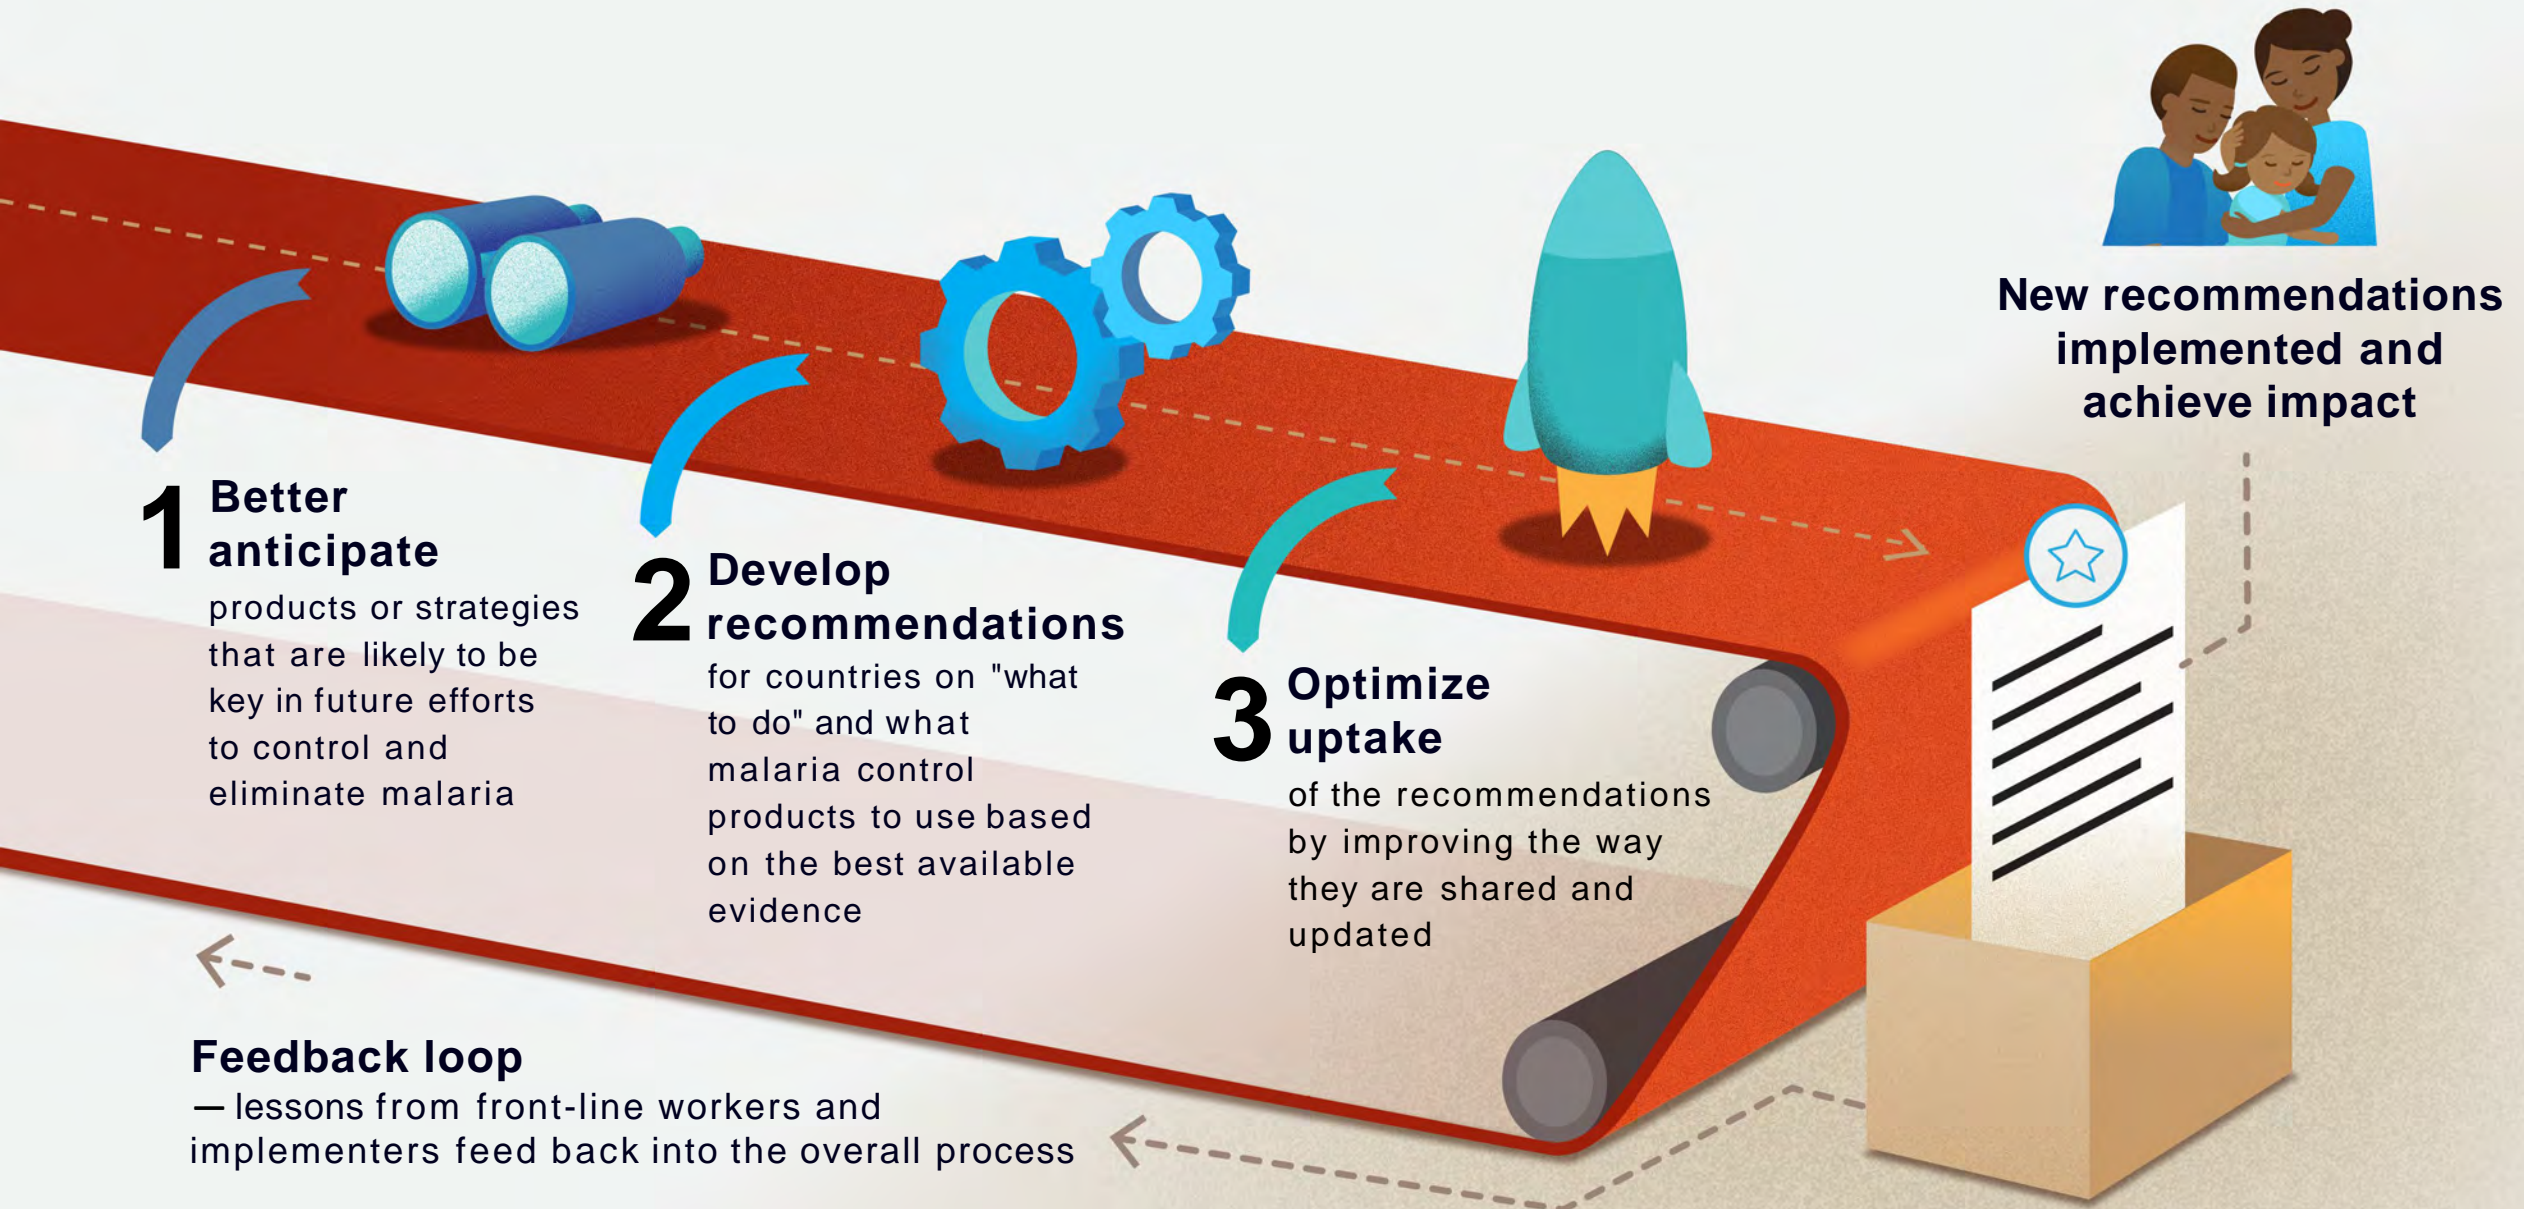 New recommendations
implemented and
achieve impact
1
Better
anticipate
products or strategies
that are likely to be
key in future efforts
to control and
eliminate malaria
2
Develop
recommendations
for countries on "what
to do" and what
malaria control
products to use based
on the best available
evidence
3
Optimize
uptake
of the recommendations
by improving the way
they are shared and
updated
Feedback loop
— lessons from front-line workers and
implementers feed back into the overall process